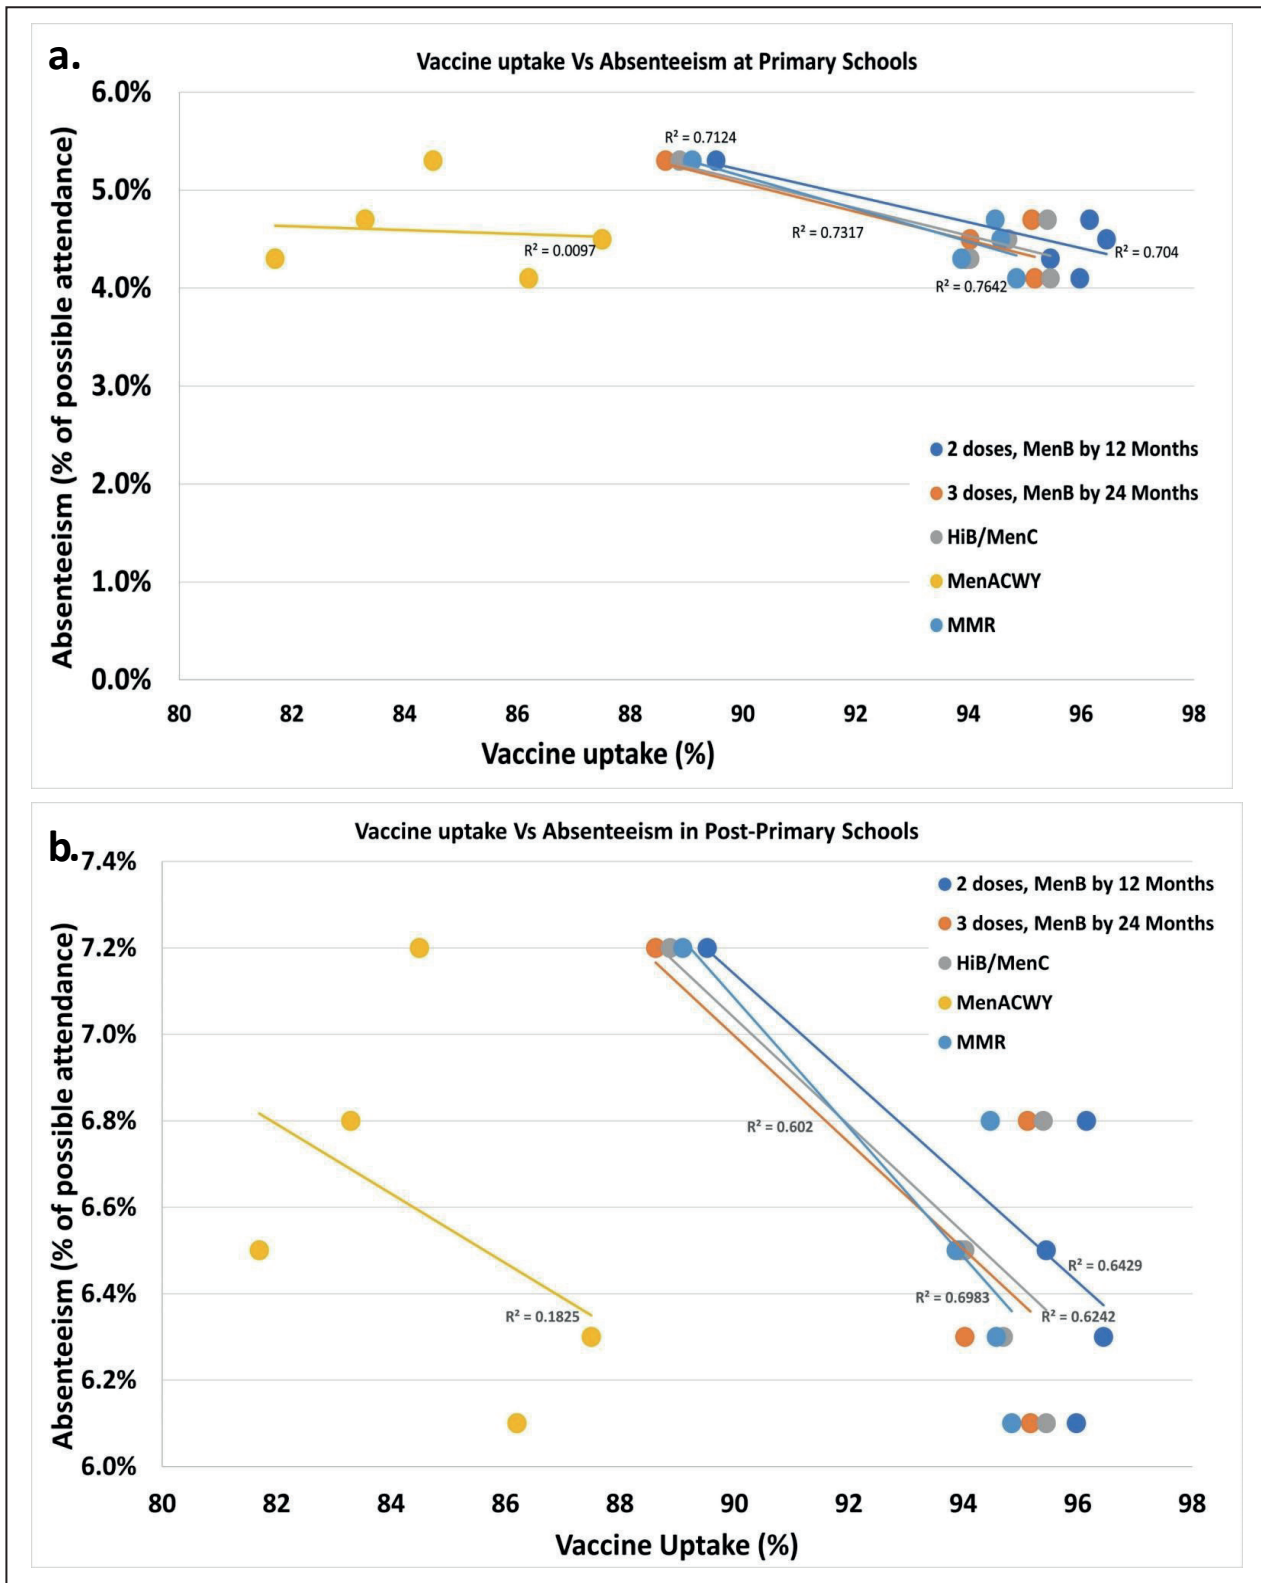 a.
Vaccine uptake Vs Absenteeism at Primary Schools
Absenteeism (% of possible attendance)
6.0%
5.0%
4.0%
3.0%
2.0%
1.0%
0.0%
R² = 0.7124
R² = 0.7317
R² = 0.0097
R² = 0.704
R² = 0.7642
2 doses, MenB by 12 Months
3 doses, MenB by 24 Months
HiB/MenC
MenACWY
MMR
80 82 84 86 88 90 92 94 96 98
Vaccine uptake (%)
b.
Vaccine uptake Vs Absenteeism in Post-Primary Schools
Absenteeism (% of possible attendance)
7.4%
7.2%
7.0%
6.8%
6.6%
6.4%
6.2%
6.0%
2 doses, MenB by 12 Months
3 doses, MenB by 24 Months
HiB/MenC
MenACWY
MMR
R² = 0.602
R² = 0.6429
R² = 0.6983
R² = 0.6242
R² = 0.1825
80 82 84 86 88 90 92 94 96 98
Vaccine Uptake (%)